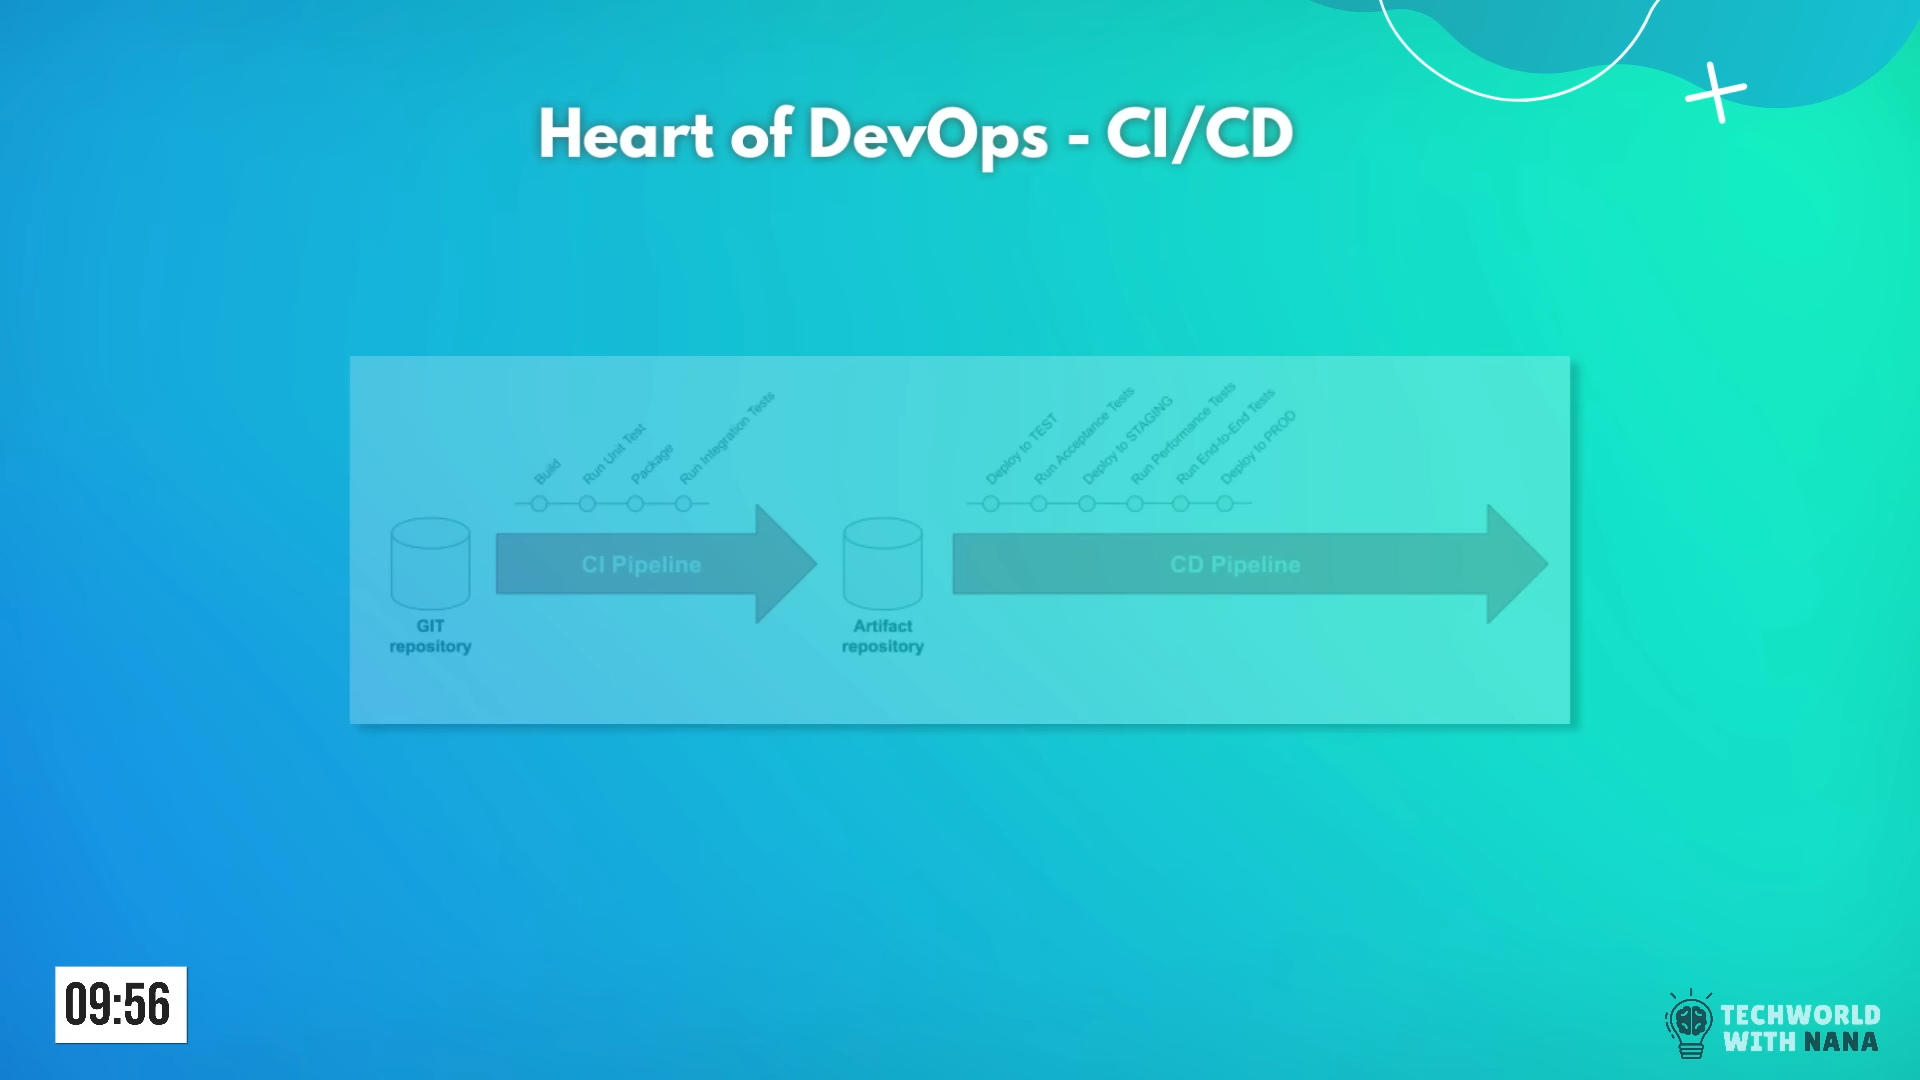 Heart of DevOps - CI/CD
Build
Run Unit Test
Package
Run Integration Tests
Deploy to TEST
Run Acceptance Tests
Deploy to STAGING
Run Performance Tests
Run End-to-End Tests
Deploy to PROD
CI Pipeline
CD Pipeline
GIT
repository
Artifact
repository
09:56
TECHWORLD
WITH NANA